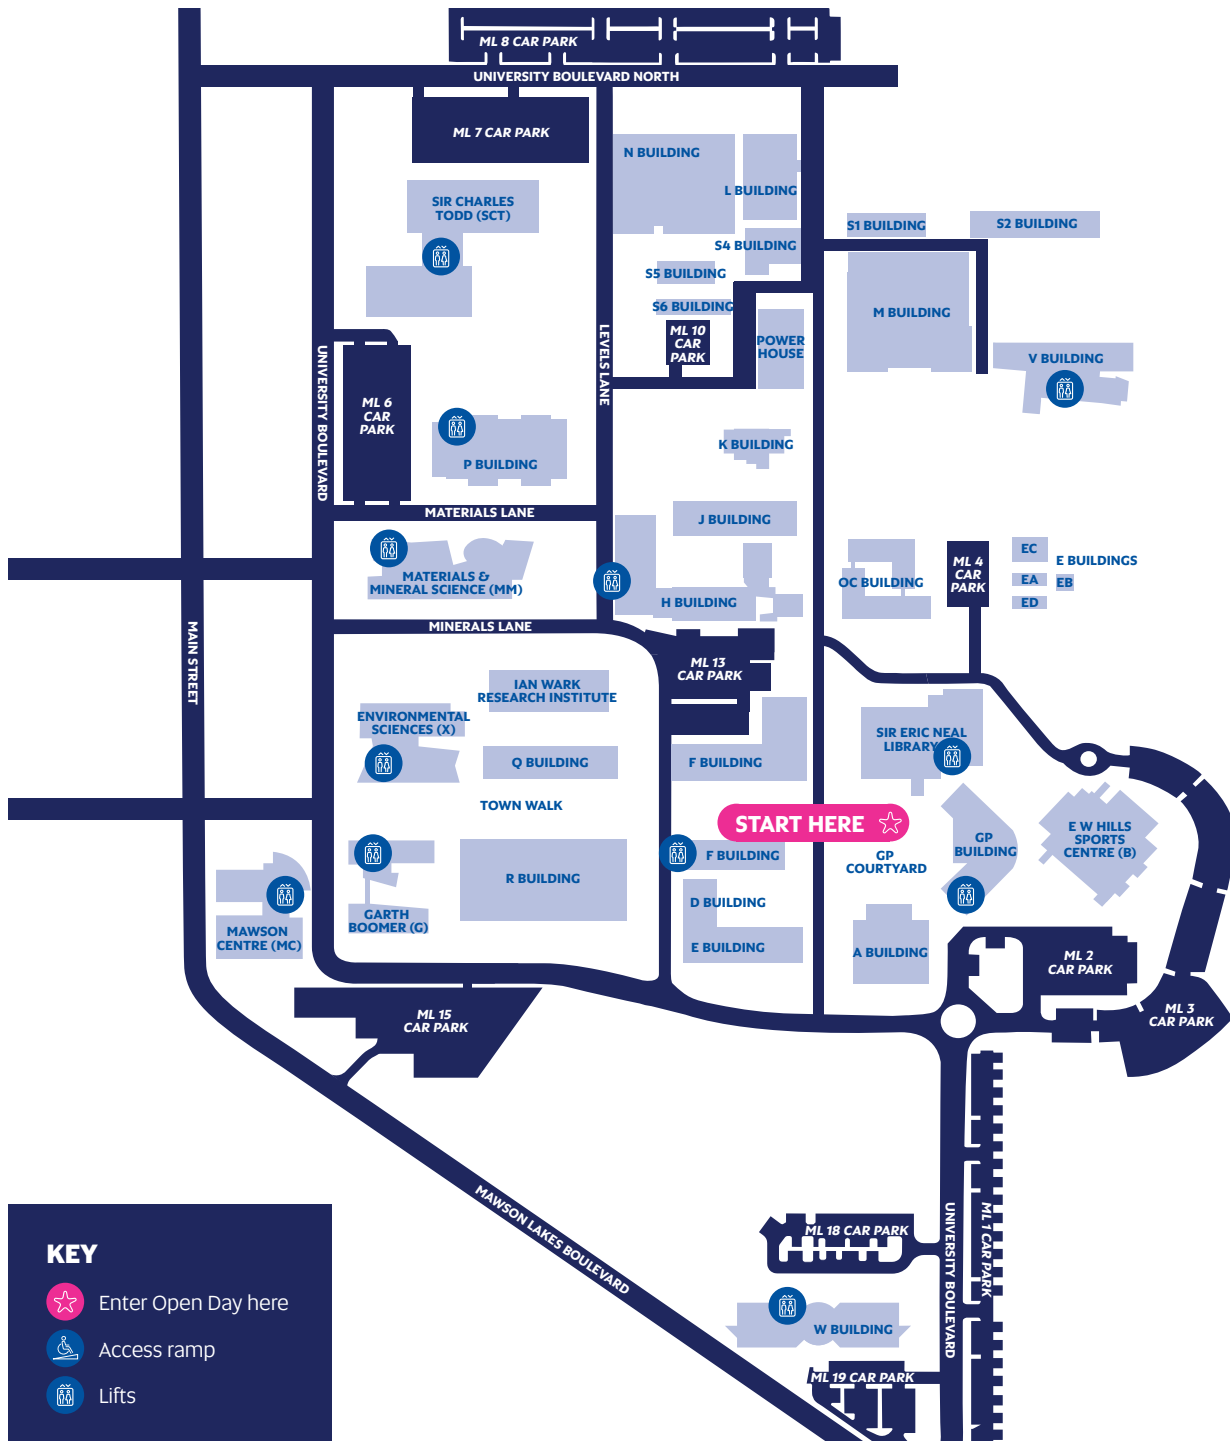 ML 8 CAR PARK
UNIVERSITY BOULEVARD NORTH
ML 7 CAR PARK
N BUILDING
L BUILDING
SIR CHARLES
TODD (SCT)
S1 BUILDING
S2 BUILDING
S4 BUILDING
S5 BUILDING
S6 BUILDING
M BUILDING
ML 10
CAR
PARK
POWER
HOUSE
V BUILDING
LEVELS LANE
UNIVERSITY BOULEVARD
ML 6
CAR
PARK
K BUILDING
P BUILDING
MATERIALS LANE
J BUILDING
EC
E BUILDINGS
ML 4
CAR
PARK
EA
EB
ED
OC BUILDING
MATERIALS &
MINERAL SCIENCE (MM)
H BUILDING
MINERALS LANE
MAIN STREET
ML 13
CAR PARK
IAN WARK
RESEARCH INSTITUTE
ENVIRONMENTAL
SCIENCES (X)
SIR ERIC NEAL
LIBRARY
Q BUILDING
F BUILDING
TOWN WALK
START HERE
E W HILLS
SPORTS
CENTRE (B)
GP
BUILDING
F BUILDING
GP
COURTYARD
R BUILDING
D BUILDING
GARTH
BOOMER (G)
MAWSON
CENTRE (MC)
E BUILDING
A BUILDING
ML 2
CAR PARK
ML 3
CAR PARK
ML 15
CAR PARK
MAWSON LAKES BOULEVARD
ML 18 CAR PARK
UNIVERSITY BOULEVARD
ML 1 CAR PARK
W BUILDING
ML 19 CAR PARK
KEY
Enter Open Day here
Access ramp
Lifts